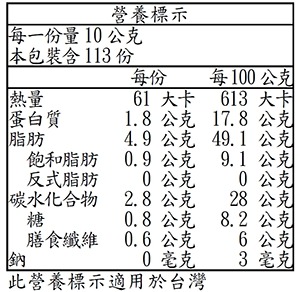 營養標示
每一份量 10 公克
本包裝含 113 份
每份 每 100 公克
熱量 61 大卡 613 大卡
蛋白質 1.8 公克 17.8 公克
脂肪 4.9 公克 49.1 公克
飽和脂肪 0.9 公克 9.1 公克
反式脂肪 0 公克 0 公克
碳水化合物 2.8 公克 28 公克
糖 0.8 公克 8.2 公克
膳食纖維 0.6 公克 6 公克
鈉 0 毫克 3 毫克
此營養標示適用於台灣